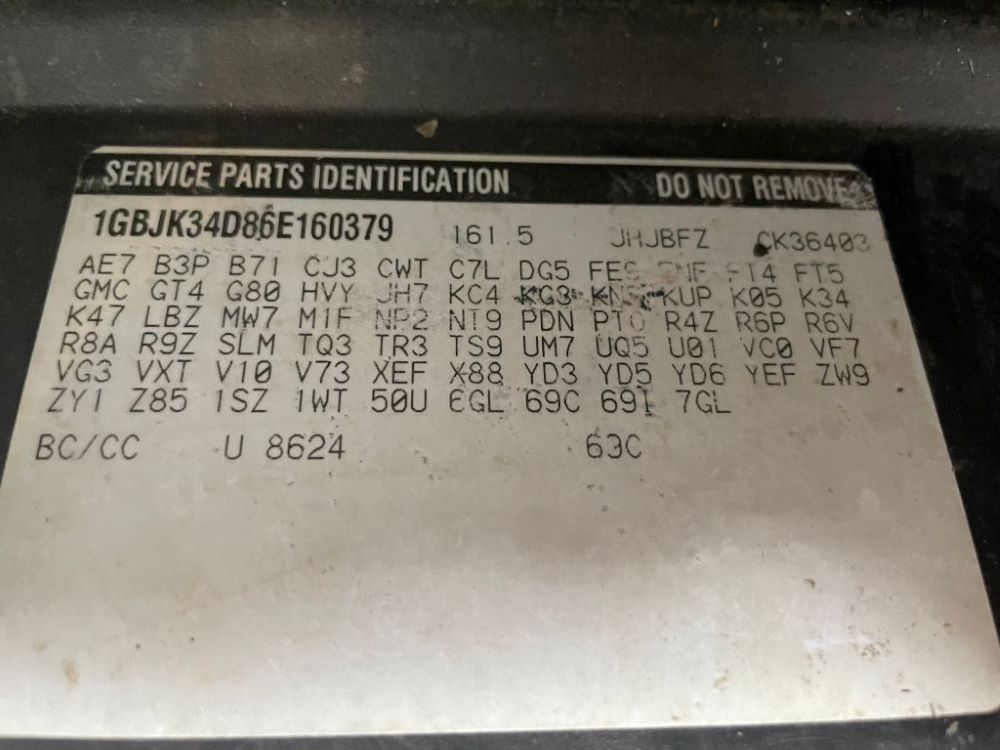 SERVICE PARTS IDENTIFICATION DO NOT REMOVE
1GBJK34D86E160379 161.5 JHJBFZ CK36403
AE7 B3P B71 CJ3 CWT C7L DG5 FT5
GMC GT4 G80 HVY JH7 KC4 KG3 KUP K05 K34
K47 LBZ MW7 M1F NP2 NT9 PDN R4Z R6P R6V
R8A R9Z SLM TQ3 TR3 TS9 UM7 UQ5 U01 VC0 VF7
VG3 VXT V10 V73 XEF X88 YD3 YD5 YD6 YEF ZW9
ZY1 Z85 1SZ 1WT 50U 6GL 69C 69I 7GL
BC/CC U 8624 63C